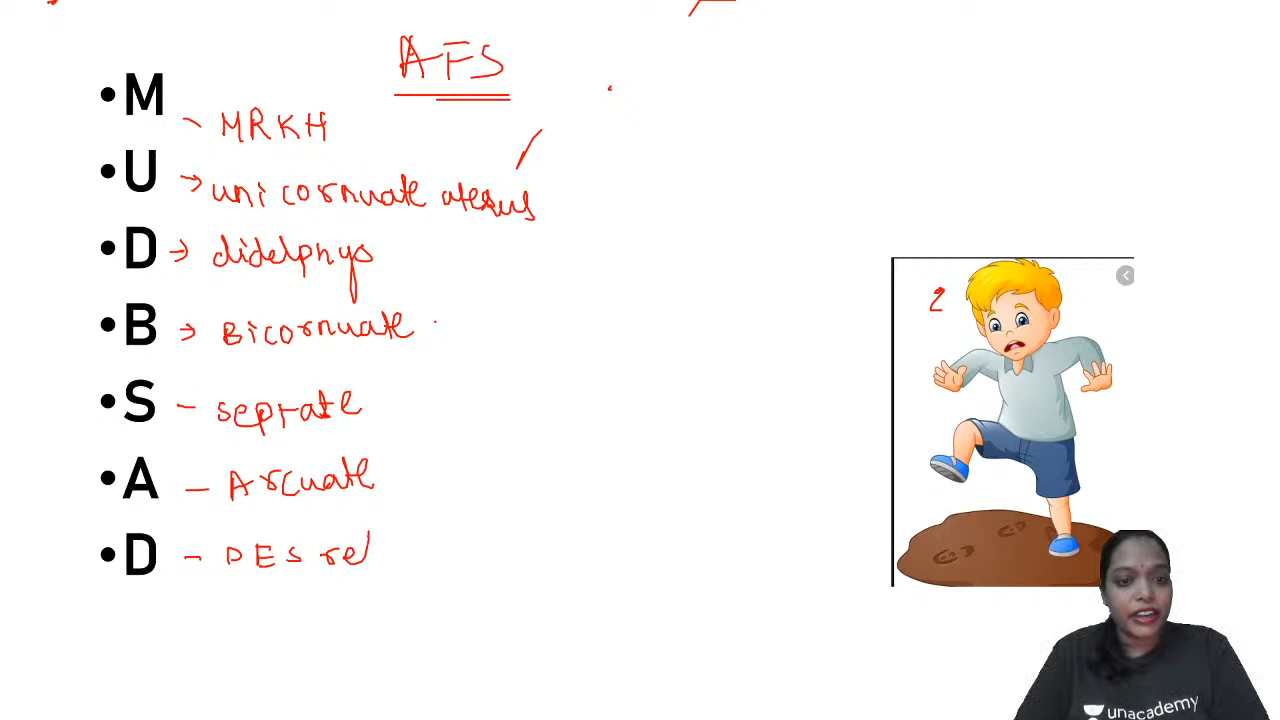 AFS
•M - MRKH
•U → unicornuate uterus
•D → didelphys
•B → Bicornuate
•S - seprate
•A - Arcuate
•D - DES rel
2
unacademy